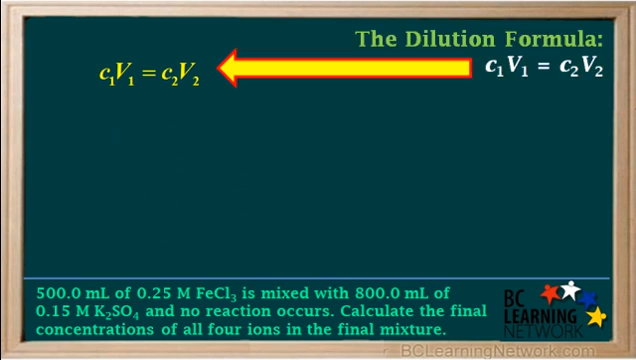 The Dilution Formula:
c₁V₁ = c₂V₂
c₁V₁ = c₂V₂
500.0 mL of 0.25 M FeCl₃ is mixed with 800.0 mL of
0.15 M K₂SO₄ and no reaction occurs. Calculate the final
concentrations of all four ions in the final mixture.
BC
LEARNING
NETWORK
BCLearningNetwork.com